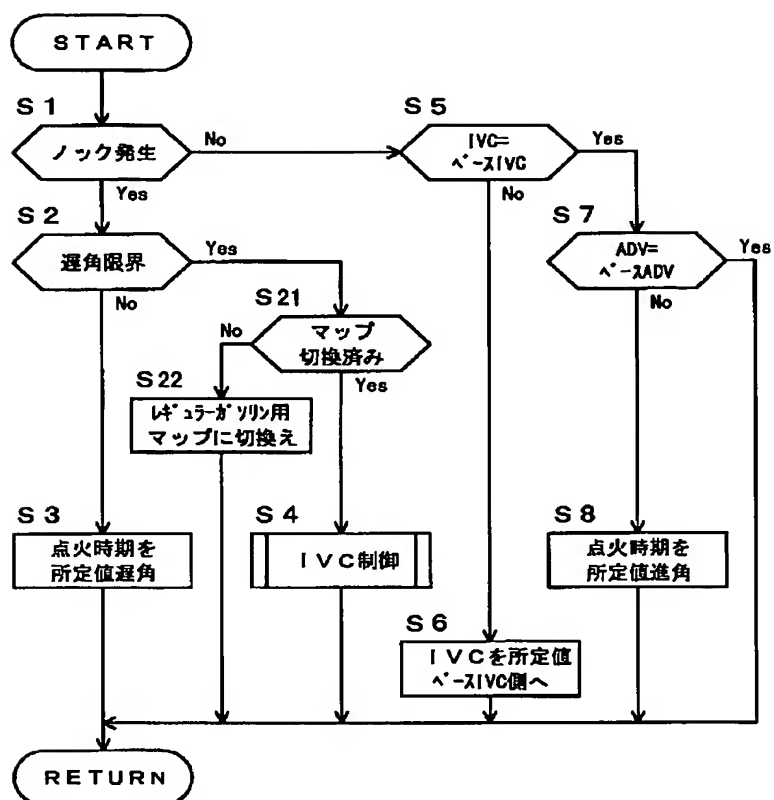 START
S1
ノック発生
No
Yes
S5
IVC=
ﾍﾞｰｽIVC
Yes
No
S2
遅角限界
Yes
No
S7
ADV=
ﾍﾞｰｽADV
Yes
No
S21
マップ
切換済み
No
Yes
S22
ﾚｷﾞｭﾗｰｶﾞｿﾘﾝ用
マップに切換え
S3
点火時期を
所定値遅角
S4
IVC制御
S8
点火時期を
所定値進角
S6
IVCを所定値
ﾍﾞｰｽIVC側へ
RETURN